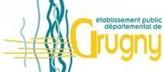 établissement public
départemental de
Grugny